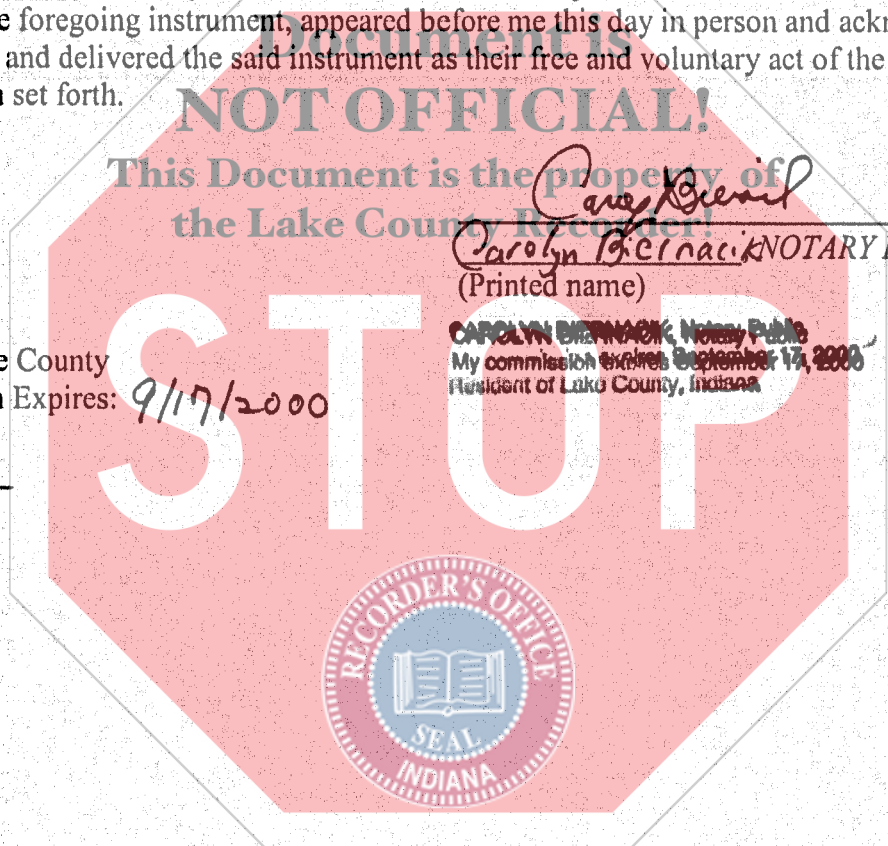 e foregoing instrument, appeared before me this day in person and ackn
and delivered the said instrument as their free and voluntary act of the
set forth.
Document is
NOT OFFICIAL!
This Document is the property of
the Lake County Recorder!
Carolyn Biernacik NOTARY
(Printed name)
CAROLYN BIERNACIK, Notary Public
My commission expires September 17, 2000
Resident of Lake County, Indiana
e County
Expires: 9/17/2000
STOP
RECORDER'S OFFICE
SEAL
INDIANA